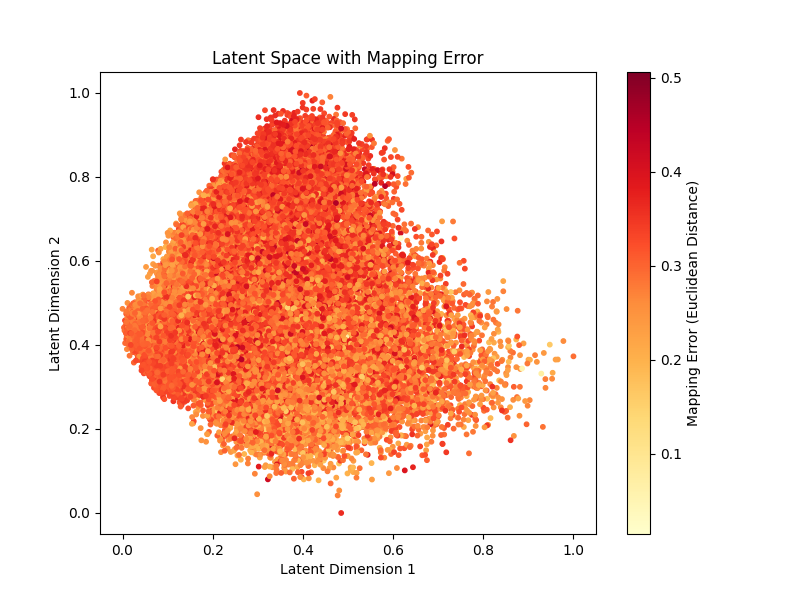 Latent Space with Mapping Error
1.0
0.8
0.6
0.4
0.2
0.0
Latent Dimension 2
0.0 0.2 0.4 0.6 0.8 1.0
Latent Dimension 1
0.5
0.4
0.3
0.2
0.1
Mapping Error (Euclidean Distance)